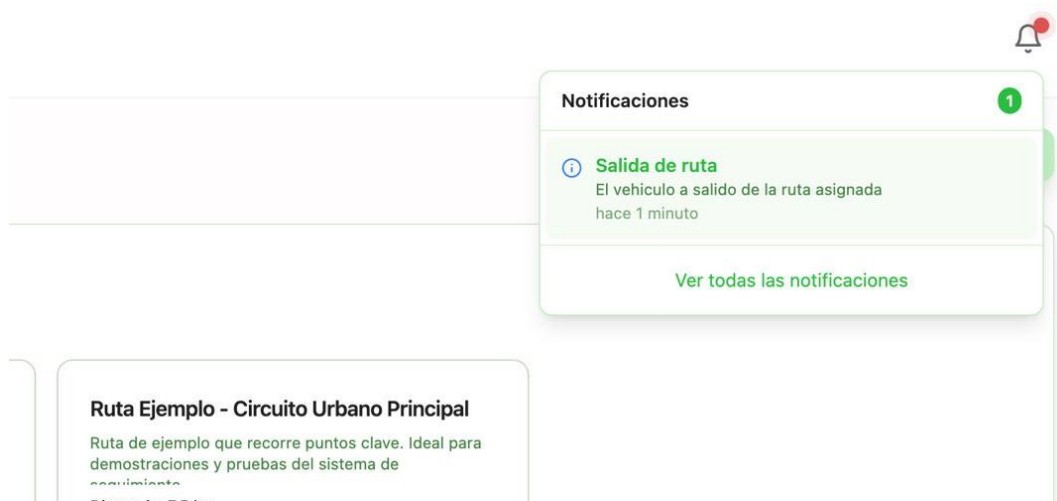 Notificaciones
1
Salida de ruta
El vehiculo a salido de la ruta asignada
hace 1 minuto
Ver todas las notificaciones
Ruta Ejemplo - Circuito Urbano Principal
Ruta de ejemplo que recorre puntos clave. Ideal para
demostraciones y pruebas del sistema de
seguimiento